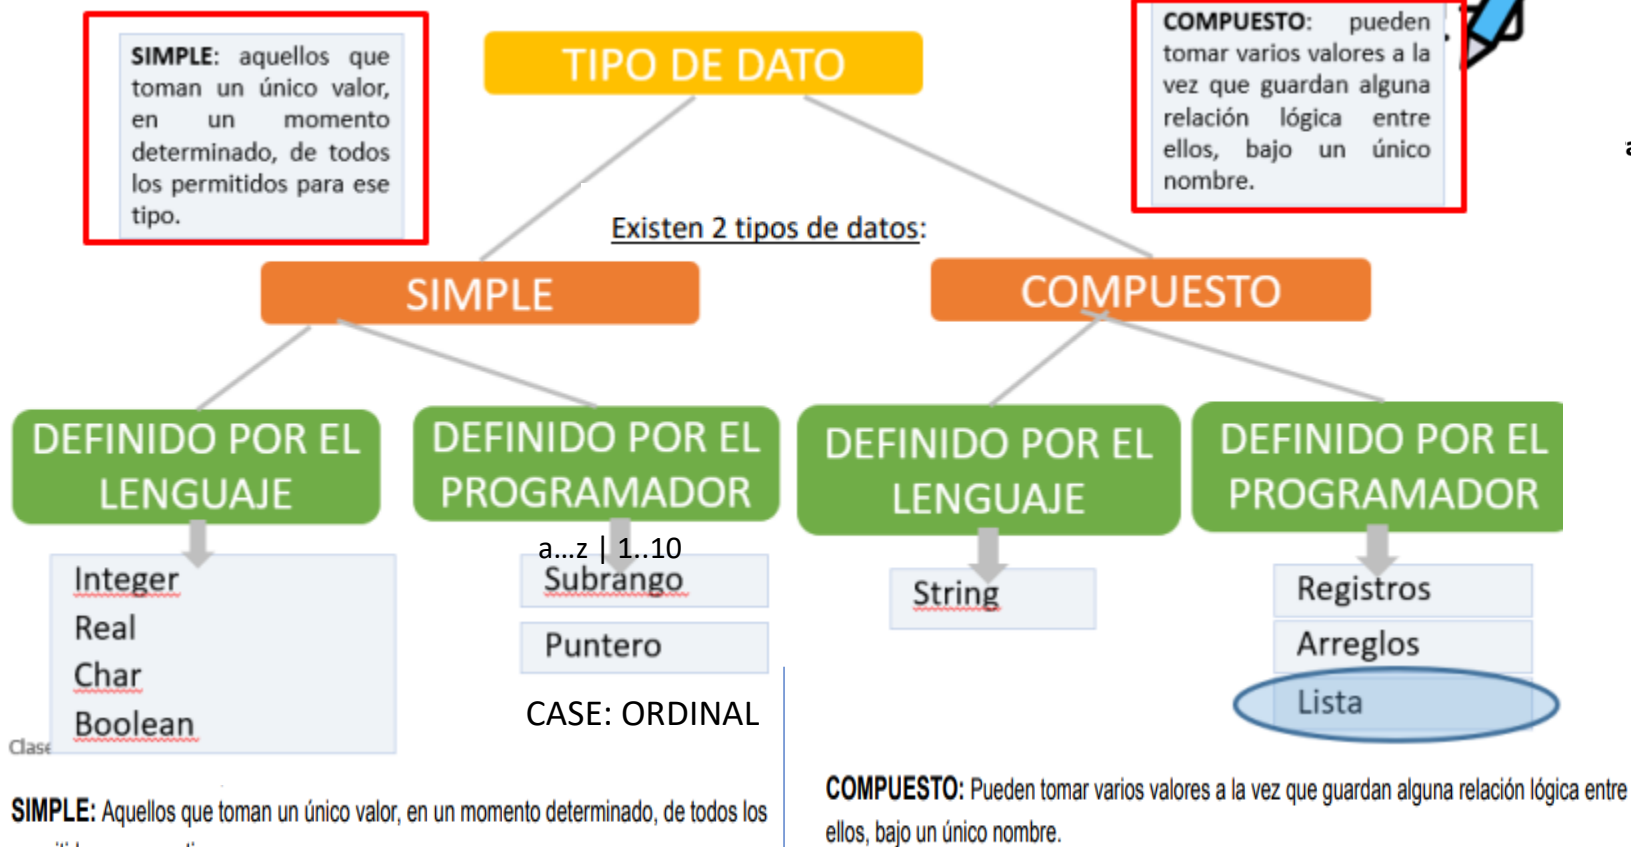 SIMPLE: aquellos que
toman un único valor,
en un momento
determinado, de todos
los permitidos para ese
tipo.
TIPO DE DATO
COMPUESTO: pueden
tomar varios valores a la
vez que guardan alguna
relación lógica entre
ellos, bajo un único
nombre.
Existen 2 tipos de datos:
SIMPLE
COMPUESTO
DEFINIDO POR EL
LENGUAJE
DEFINIDO POR EL
PROGRAMADOR
DEFINIDO POR EL
LENGUAJE
DEFINIDO POR EL
PROGRAMADOR
Integer
Real
Char
Boolean
a...z | 1..10
Subrango
Puntero
CASE: ORDINAL
String
Registros
Arreglos
Lista
Clase
SIMPLE: Aquellos que toman un único valor, en un momento determinado, de todos los
COMPUESTO: Pueden tomar varios valores a la vez que guardan alguna relación lógica entre
ellos, bajo un único nombre.